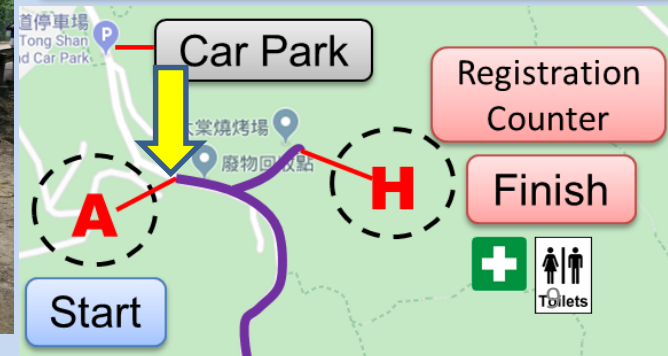 道停車場
Tong Shan
d Car Park
P
Car Park
Registration
Counter
大棠燒烤場
廢物回收點
A
H
Finish
Start
9
Toilets